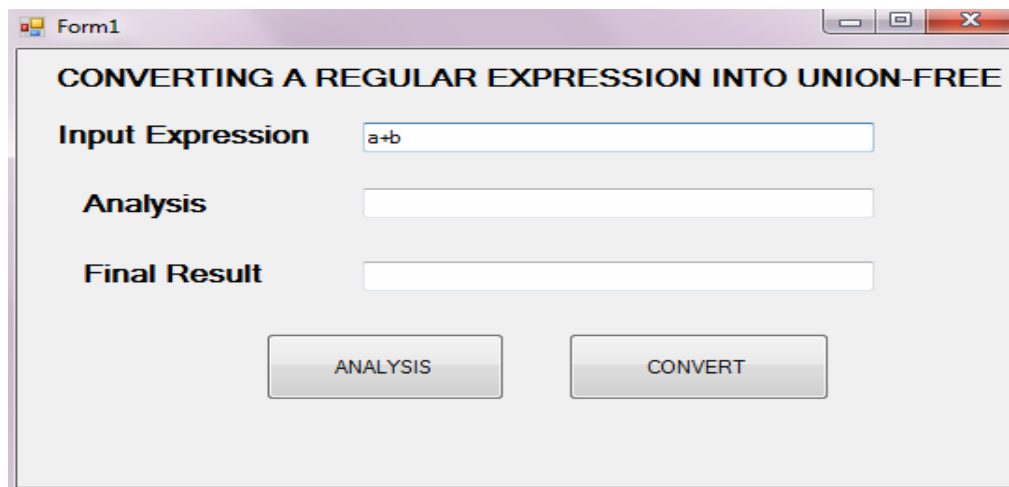 Form1
CONVERTING A REGULAR EXPRESSION INTO UNION-FREE
Input Expression a+b
Analysis
Final Result
ANALYSIS CONVERT